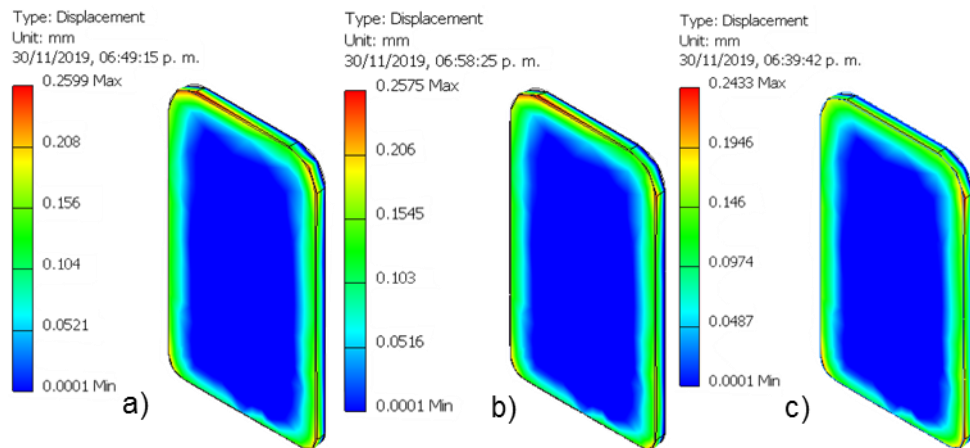 Type: Displacement
Unit: mm
30/11/2019, 06:49:15 p. m.
0.2599 Max
0.208
0.156
0.104
0.0521
0.0001 Min
a)
Type: Displacement
Unit: mm
30/11/2019, 06:58:25 p. m.
0.2575 Max
0.206
0.1545
0.103
0.0516
0.0001 Min
b)
Type: Displacement
Unit: mm
30/11/2019, 06:39:42 p. m.
0.2433 Max
0.1946
0.146
0.0974
0.0487
0.0001 Min
c)